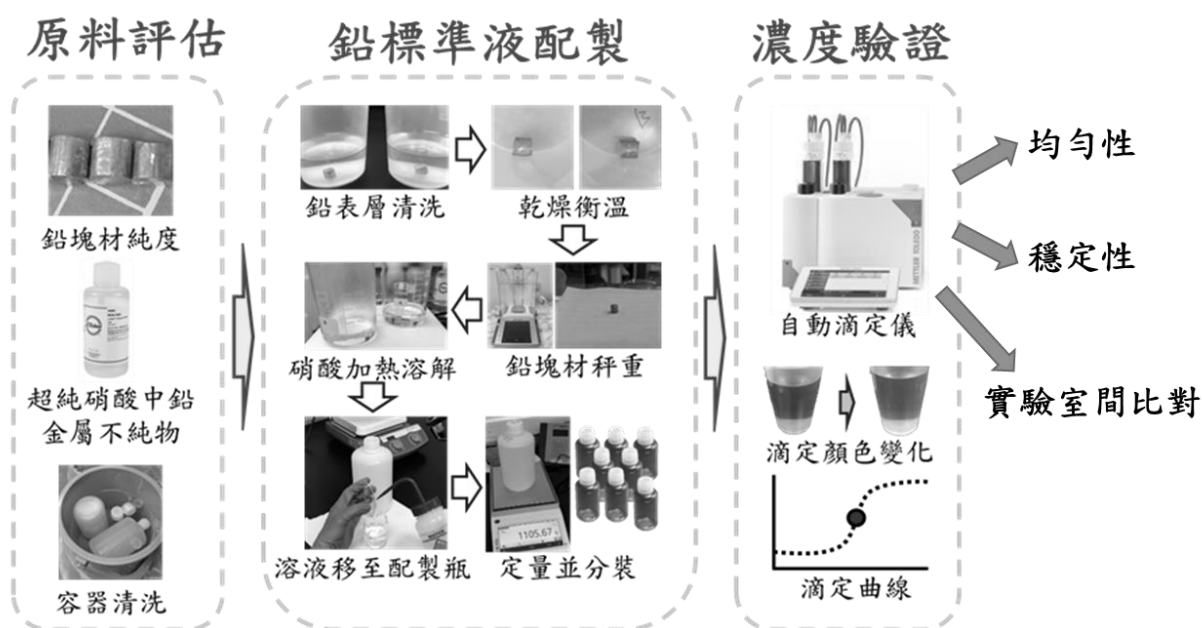 原料評估
鉛標準液配製
濃度驗證
鉛塊材純度
超純硝酸中鉛
金屬不純物
容器清洗
鉛表層清洗
乾燥衡溫
硝酸加熱溶解
鉛塊材秤重
溶液移至配製瓶
定量並分裝
1105.67
METTLER TOLEDO
自動滴定儀
滴定顏色變化
滴定曲線
均勻性
穩定性
實驗室間比對